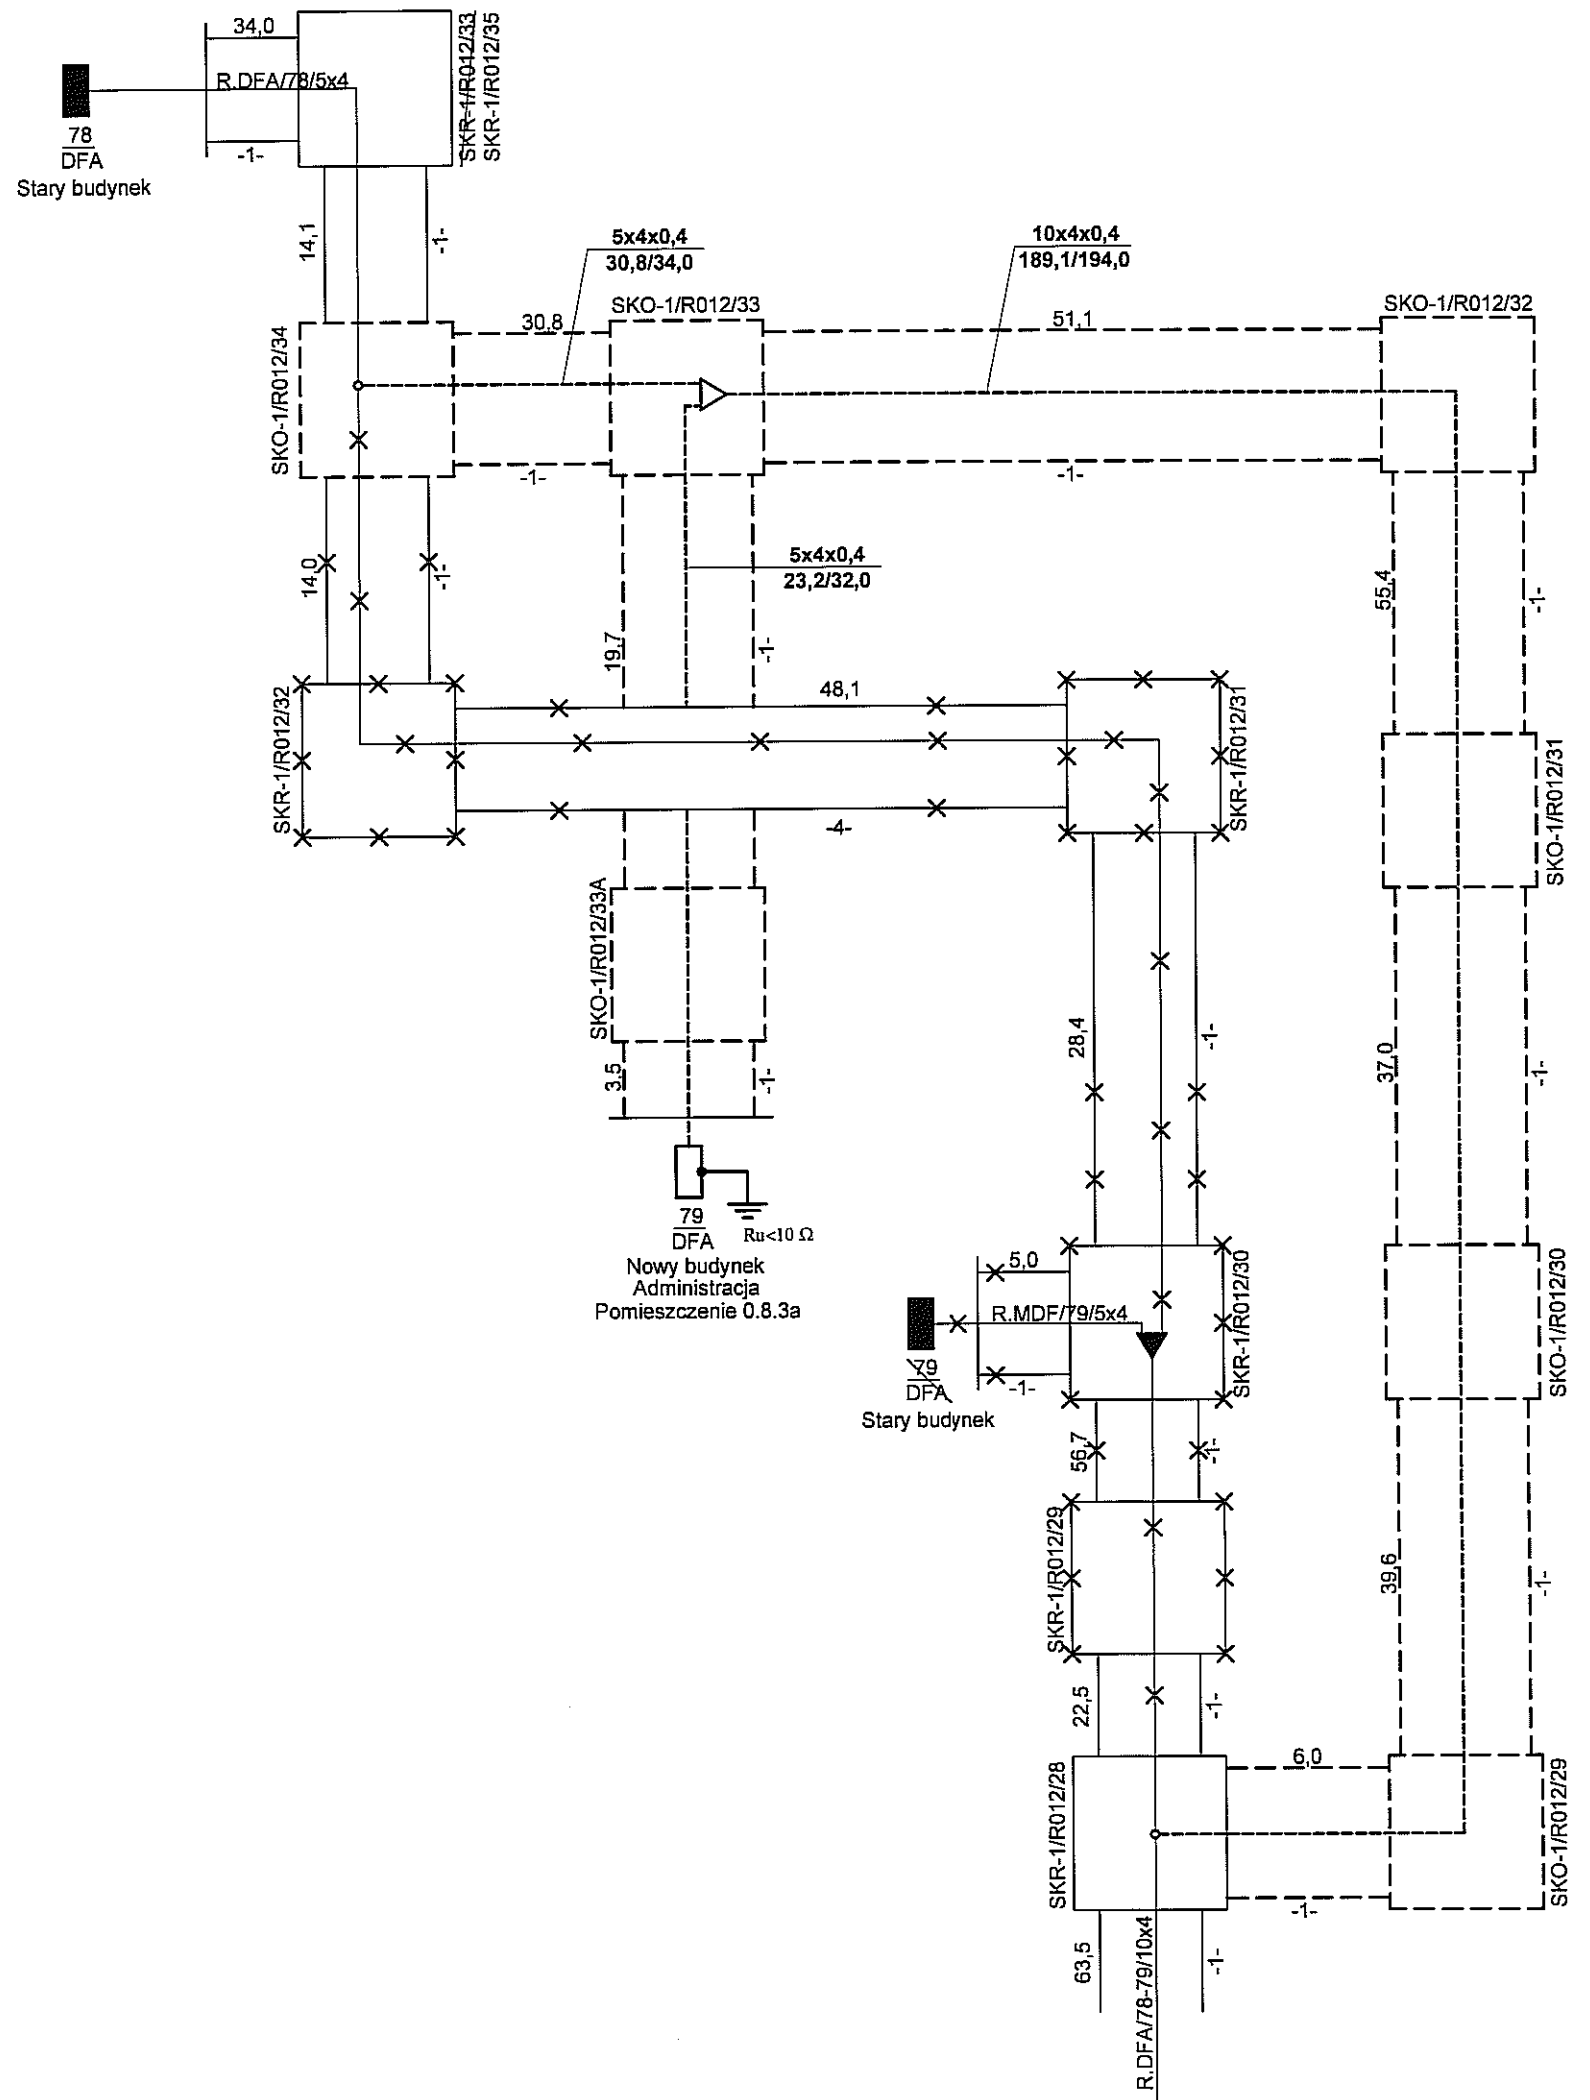 34,0
R.DFA/78/5x4
-1-
78
DFA
Stary budynek
SKR-1/R012/33
SKR-1/R012/35
14,1
-1-
5x4x0,4
30,8/34,0
10x4x0,4
189,1/194,0
SKO-1/R012/34
30,8
-1-
SKO-1/R012/33
51,1
-1-
SKO-1/R012/32
14,0
-1-
19,7
-1-
5x4x0,4
23,2/32,0
55,4
-1-
SKR-1/R012/32
48,1
-4-
SKR-1/R012/31
SKO-1/R012/31
SKO-1/R012/33A
3,5
-1-
28,4
-1-
37,0
-1-
79
DFA
Ru<10 Ω
Nowy budynek
Administracja
Pomieszczenie 0.8.3a
5,0
R.MDF/79/5x4
-1-
79
DFA
Stary budynek
SKR-1/R012/30
SKO-1/R012/30
56,7
-1-
SKR-1/R012/29
39,6
-1-
22,5
-1-
SKR-1/R012/28
6,0
-1-
SKO-1/R012/29
63,5
R.DFA/78-79/10x4
-1-